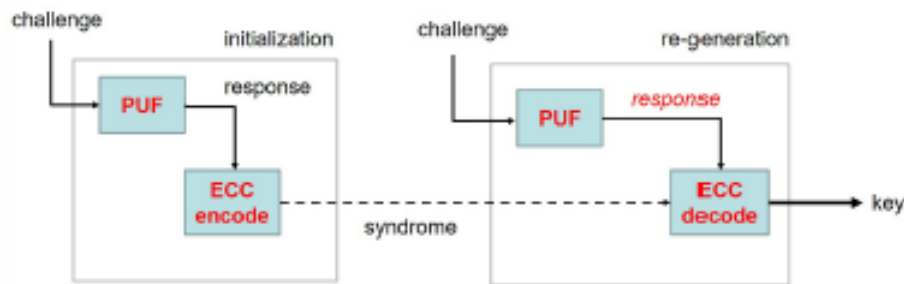 challenge
initialization
PUF
response
ECC
encode
syndrome
challenge
re-generation
PUF
response
ECC
decode
key